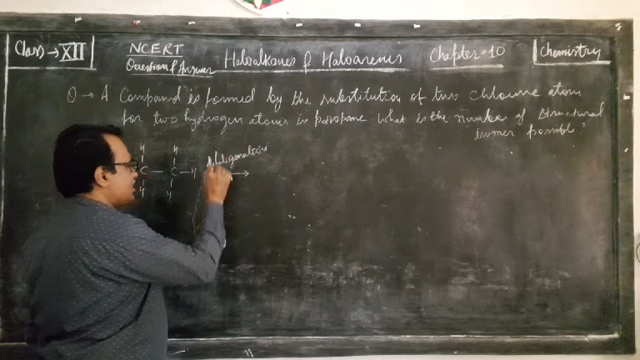 Class → XII
NCERT
Question & Answer
Haloalkanes & Haloarenes
Chapter-10
Chemistry
Q → A Compound is formed by the substitution of two chlorine atom
for two hydrogen atoms in propane. What is the number of structural
isomer possible?
H H
C — C — H
H H
Halogenation